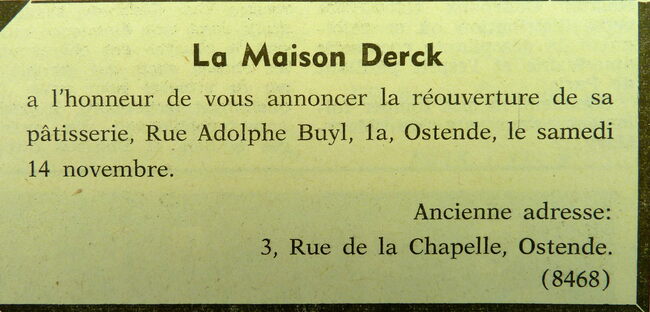 La Maison Derck
a l'honneur de vous annoncer la réouverture de sa
pâtisserie, Rue Adolphe Buyl, 1a, Ostende, le samedi
14 novembre.
Ancienne adresse:
3, Rue de la Chapelle, Ostende.
(8468)